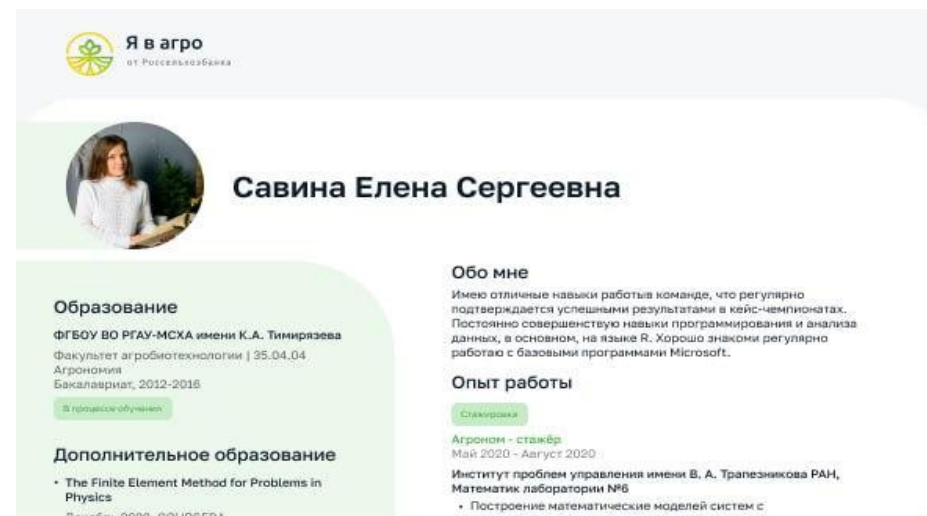 Я в агро
от Россельхозбанка
Савина Елена Сергеевна
Образование
ФГБОУ ВО РГАУ-МСХА имени К.А. Тимирязева
Факультет агробиотехнологии | 35.04.04
Агрономия
Бакалавриат, 2012-2016
В процессе обучения
Дополнительное образование
• The Finite Element Method for Problems in
Physics
Обо мне
Имею отличные навыки работыв команде, что регулярно
подтверждается успешными результатами в кейс-чемпионатах.
Постоянно совершенствую навыки программирования и анализа
данных, в основном, на языке R. Хорошо знакоми регулярно
работаю с базовыми программами Microsoft.
Опыт работы
Стажировка
Агроном - стажёр
Май 2020 - Август 2020
Институт проблем управления имени В. А. Трапезникова РАН,
Математик лаборатории №6
• Построение математические моделей систем с